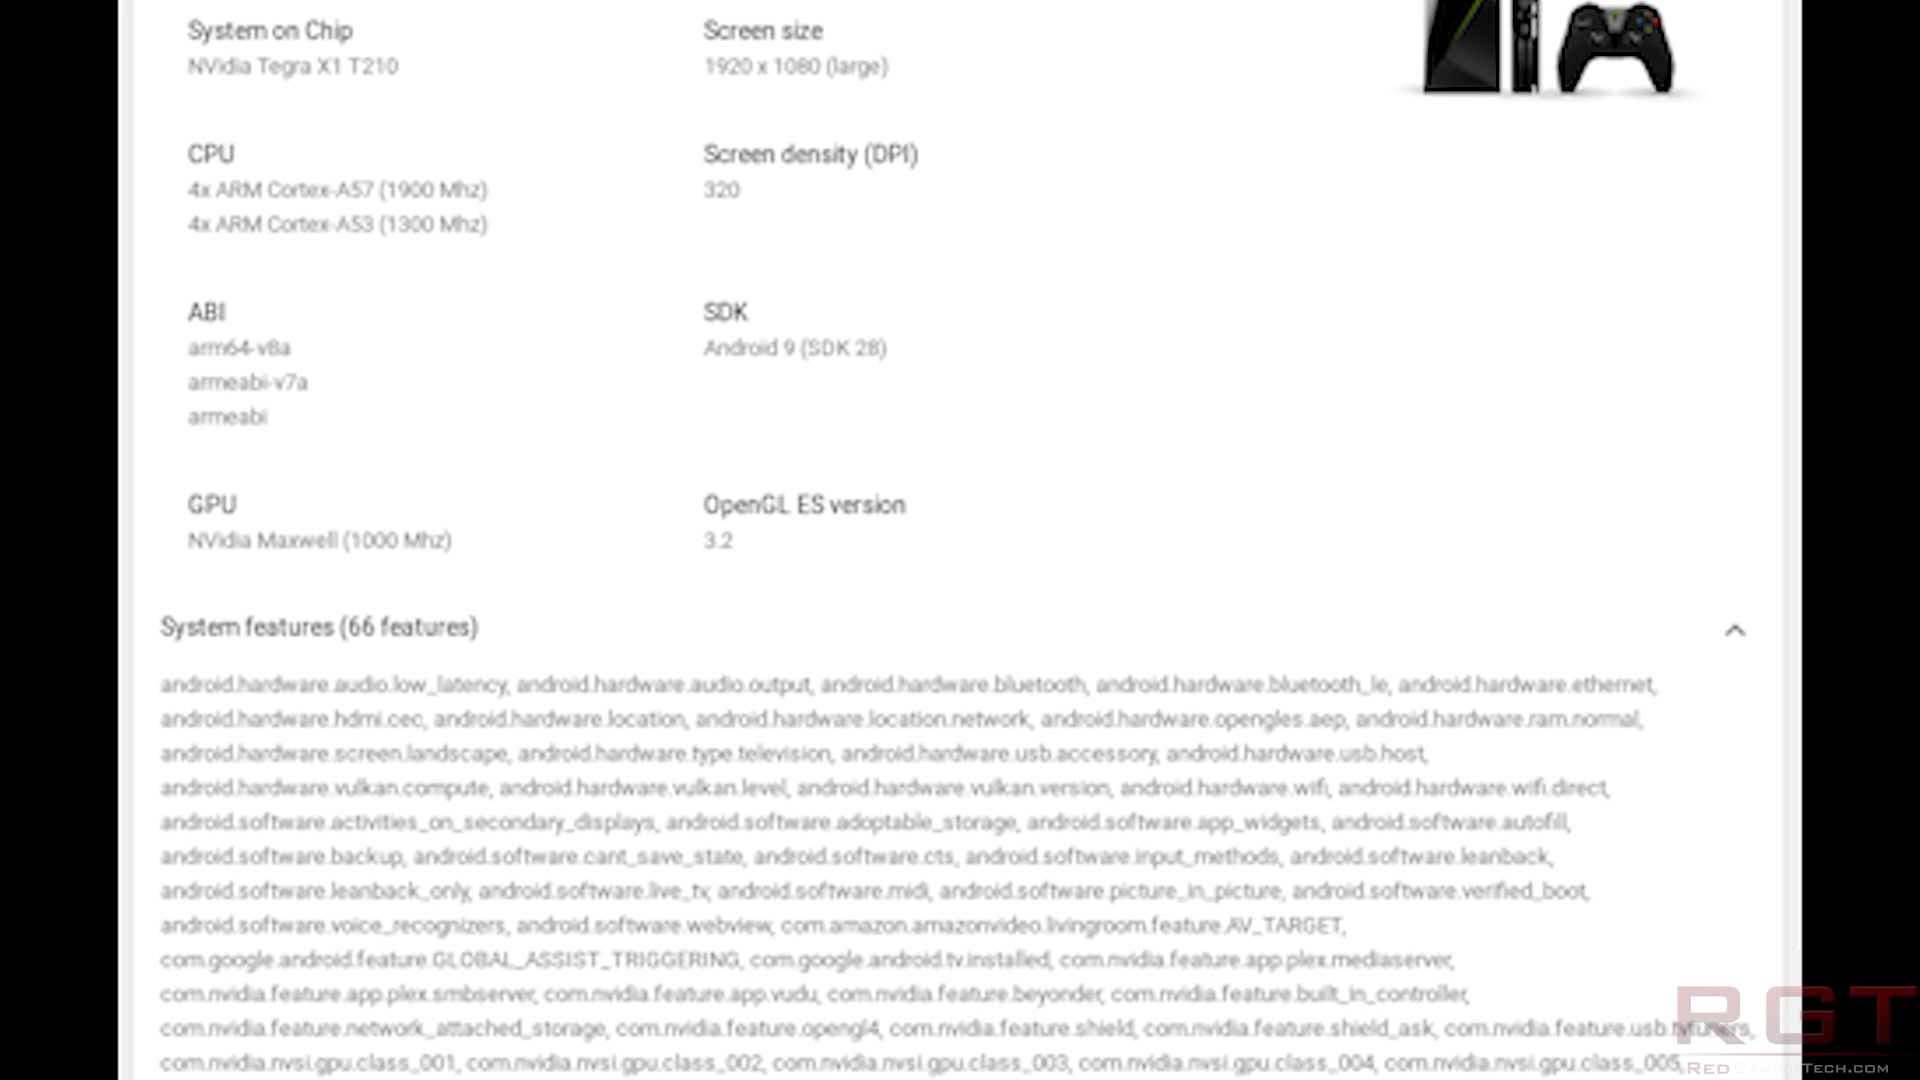 System on Chip
NVidia Tegra X1 T210
Screen size
1920 x 1080 (large)
CPU
4x ARM Cortex-A57 (1900 Mhz)
4x ARM Cortex-A53 (1300 Mhz)
Screen density (DPI)
320
ABI
arm64-v8a
armeabi-v7a
armeabi
SDK
Android 9 (SDK 28)
GPU
NVidia Maxwell (1000 Mhz)
OpenGL ES version
3.2
System features (66 features)
android.hardware.audio.low_latency, android.hardware.audio.output, android.hardware.bluetooth, android.hardware.bluetooth_le, android.hardware.ethernet,
android.hardware.hdmi.cec, android.hardware.location, android.hardware.location.network, android.hardware.opengles.aep, android.hardware.ram.normal,
android.hardware.screen.landscape, android.hardware.type.television, android.hardware.usb.accessory, android.hardware.usb.host,
android.hardware.vulkan.compute, android.hardware.vulkan.level, android.hardware.vulkan.version, android.hardware.wifi, android.hardware.wifi.direct,
android.software.activities_on_secondary_displays, android.software.adoptable_storage, android.software.app_widgets, android.software.autofill,
android.software.backup, android.software.cant_save_state, android.software.cts, android.software.input_methods, android.software.leanback,
android.software.leanback_only, android.software.live_tv, android.software.midi, android.software.picture_in_picture, android.software.verified_boot,
android.software.voice_recognizers, android.software.webview, com.amazon.amazonvideo.livingroom.feature.AV_TARGET,
com.google.android.feature.GLOBAL_ASSIST_TRIGGERING, com.google.android.tv.installed, com.nvidia.feature.app.plex.mediaserver,
com.nvidia.feature.app.plex.smbserver, com.nvidia.feature.app.vudu, com.nvidia.feature.beyonder, com.nvidia.feature.built_in_controller,
com.nvidia.feature.network_attached_storage, com.nvidia.feature.opengl4, com.nvidia.feature.shield, com.nvidia.feature.shield_ask, com.nvidia.feature.usb.tvtuners,
com.nvidia.nvsi.gpu.class_001, com.nvidia.nvsi.gpu.class_002, com.nvidia.nvsi.gpu.class_003, com.nvidia.nvsi.gpu.class_004, com.nvidia.nvsi.gpu.class_005,
RGT
REDGAMINGTECH.COM